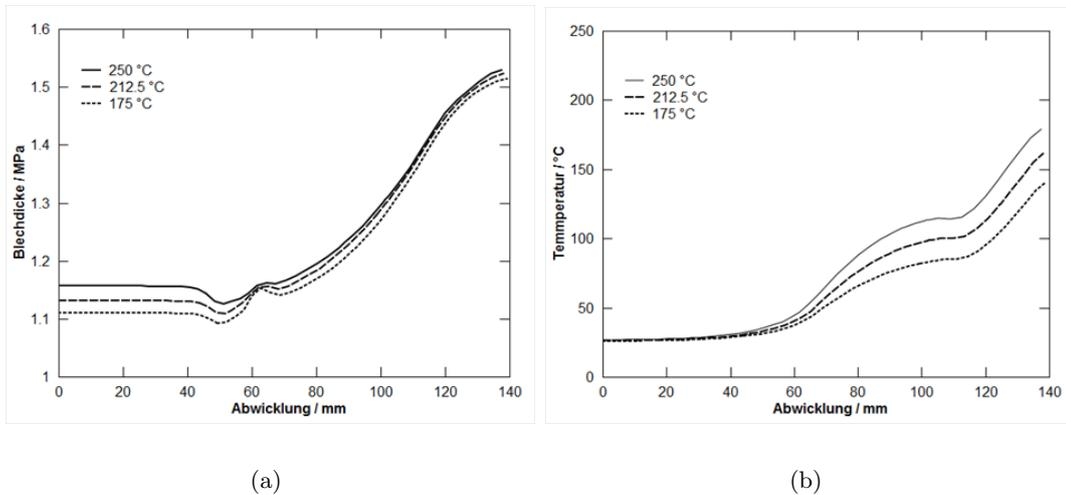 1.6
1.5
1.4
1.3
1.2
1.1
1
Blechdicke / MPa
250 °C
212.5 °C
175 °C
0 20 40 60 80 100 120 140
Abwicklung / mm
(a)
250
200
150
100
50
0
Temmperatur / °C
250 °C
212.5 °C
175 °C
0 20 40 60 80 100 120 140
Abwicklung / mm
(b)